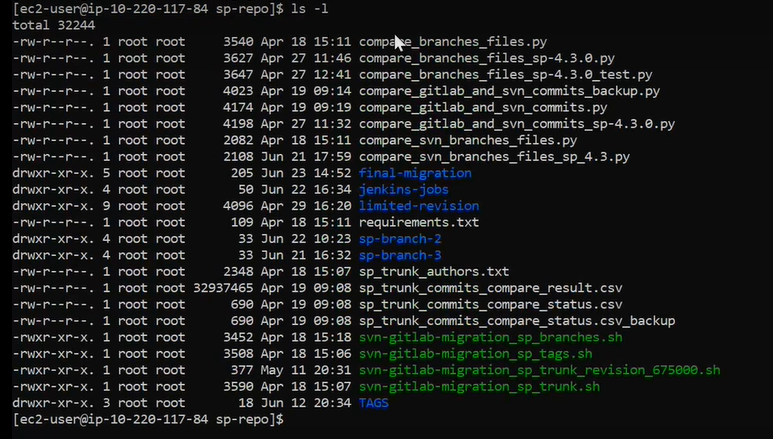 [ec2-user@ip-10-220-117-84 sp-repo]$ ls -l
total 32244
-rw-r--r--. 1 root root     3540 Apr 18 15:11 compare_branches_files.py
-rw-r--r--. 1 root root     3627 Apr 27 11:46 compare_branches_files_sp-4.3.0.py
-rw-r--r--. 1 root root     3647 Apr 27 12:41 compare_branches_files_sp-4.3.0_test.py
-rw-r--r--. 1 root root     4023 Apr 19 09:14 compare_gitlab_and_svn_commits_backup.py
-rw-r--r--. 1 root root     4174 Apr 19 09:19 compare_gitlab_and_svn_commits.py
-rw-r--r--. 1 root root     4198 Apr 27 11:32 compare_gitlab_and_svn_commits_sp-4.3.0.py
-rw-r--r--. 1 root root     2082 Apr 18 15:11 compare_svn_branches_files.py
-rw-r--r--. 1 root root     2108 Jun 21 17:59 compare_svn_branches_files_sp_4.3.py
drwxr-xr-x. 5 root root      205 Jun 23 14:52 final-migration
drwxr-xr-x. 4 root root       50 Jun 22 16:34 jenkins-jobs
drwxr-xr-x. 9 root root     4096 Apr 29 16:20 limited-revision
-rw-r--r--. 1 root root      109 Apr 18 15:11 requirements.txt
drwxr-xr-x. 4 root root       33 Jun 22 10:23 sp-branch-2
drwxr-xr-x. 4 root root       33 Jun 21 16:32 sp-branch-3
-rw-r--r--. 1 root root     2348 Apr 18 15:07 sp_trunk_authors.txt
-rw-r--r--. 1 root root 32937465 Apr 19 09:08 sp_trunk_commits_compare_result.csv
-rw-r--r--. 1 root root      690 Apr 19 09:08 sp_trunk_commits_compare_status.csv
-rw-r--r--. 1 root root      690 Apr 19 09:08 sp_trunk_commits_compare_status.csv_backup
-rwxr-xr-x. 1 root root     3452 Apr 18 15:18 svn-gitlab-migration_sp_branches.sh
-rwxr-xr-x. 1 root root     3508 Apr 18 15:06 svn-gitlab-migration_sp_tags.sh
-rwxr-xr-x. 1 root root      377 May 11 20:31 svn-gitlab-migration_sp_trunk_revision_675000.sh
-rwxr-xr-x. 1 root root     3590 Apr 18 15:07 svn-gitlab-migration_sp_trunk.sh
drwxr-xr-x. 3 root root       18 Jun 12 20:34 TAGS
[ec2-user@ip-10-220-117-84 sp-repo]$